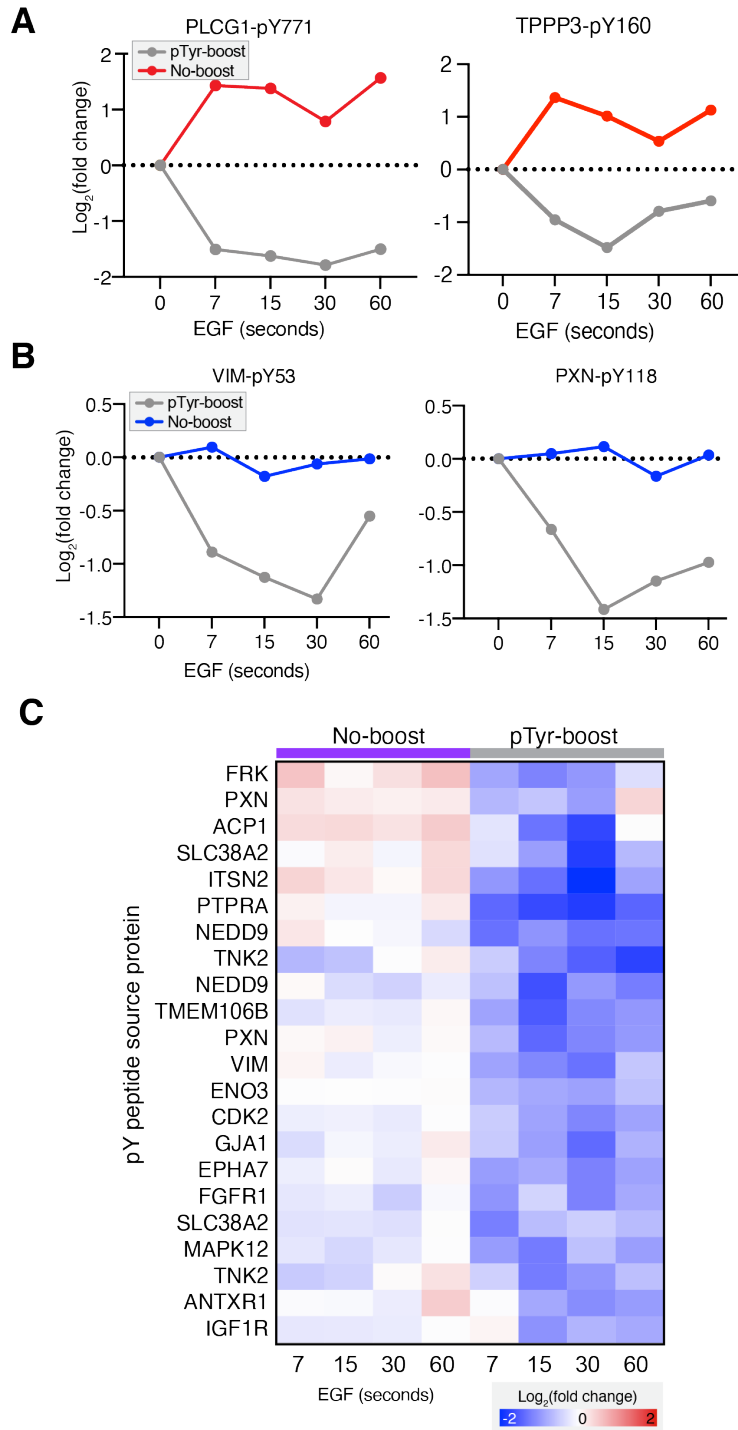 A
PLCG1-pY771
TPPP3-pY160
pTyr-boost
No-boost
Log2(fold change)
2
1
0
-1
-2
0 7 15 30 60
EGF (seconds)
2
1
0
-1
-2
0 7 15 30 60
EGF (seconds)
B
VIM-pY53
PXN-pY118
pTyr-boost
No-boost
Log2(fold change)
0.5
0.0
-0.5
-1.0
-1.5
0 7 15 30 60
EGF (seconds)
0.5
0.0
-0.5
-1.0
-1.5
0 7 15 30 60
C
No-boost pTyr-boost
pY peptide source protein
FRK
PXN
ACP1
SLC38A2
ITSN2
PTPRA
NEDD9
TNK2
NEDD9
TMEM106B
PXN
VIM
ENO3
CDK2
GJA1
EPHA7
FGFR1
SLC38A2
MAPK12
TNK2
ANTXR1
IGF1R
7 15 30 60 7 15 30 60
EGF (seconds)
Log2(fold change)
-2 0 2